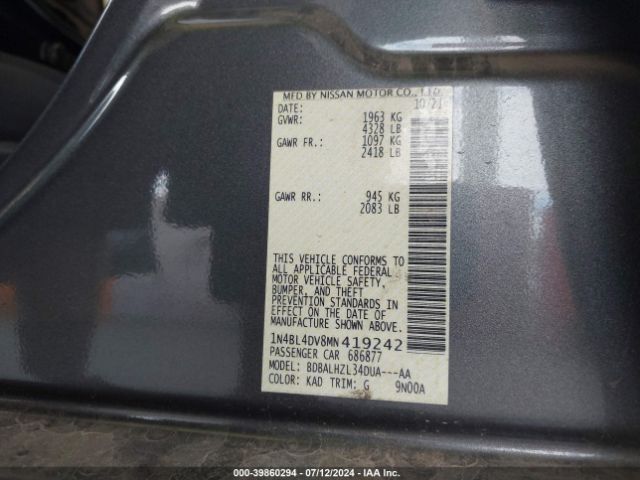 MFD BY NISSAN MOTOR CO., LTD.
DATE: 10/21
GVWR: 1963 KG
4328 LB
GAWR FR.: 1097 KG
2418 LB
GAWR RR.: 945 KG
2083 LB
THIS VEHICLE CONFORMS TO
ALL APPLICABLE FEDERAL
MOTOR VEHICLE SAFETY,
BUMPER, AND THEFT
PREVENTION STANDARDS IN
EFFECT ON THE DATE OF
MANUFACTURE SHOWN ABOVE.
1N4BL4DV8MN419242
PASSENGER CAR 686877
MODEL: BDBALHZL34DUA---AA
COLOR: KAD TRIM: G 9N00A
000-39860294 - 07/12/2024 - IAA Inc.